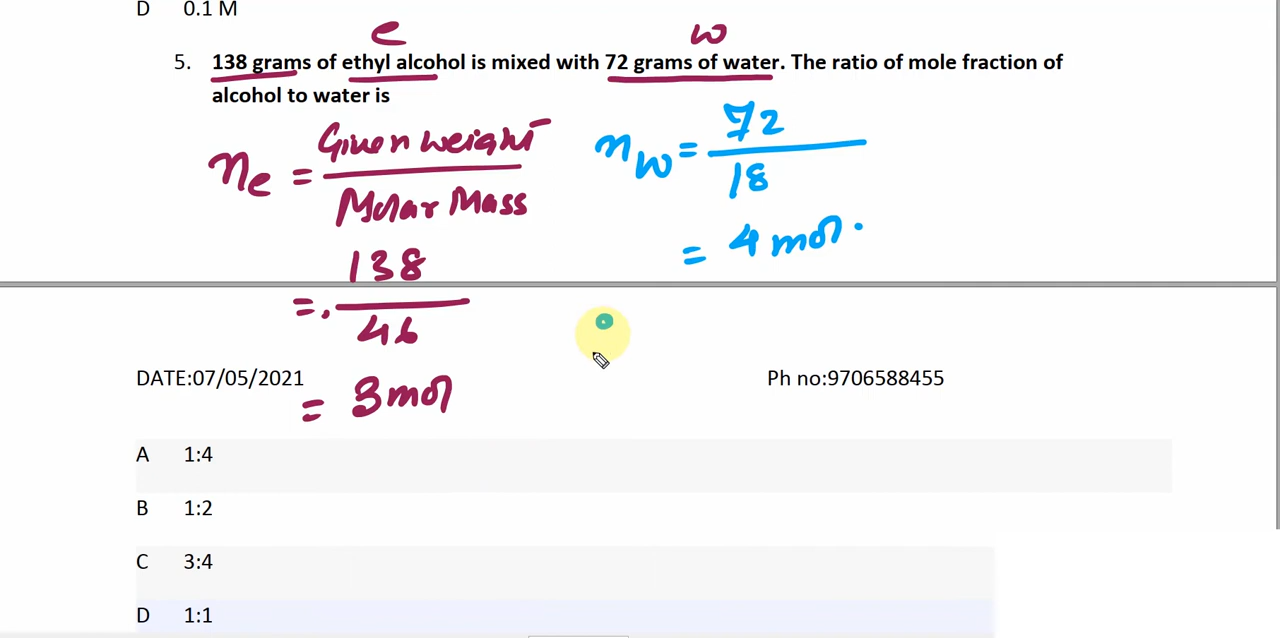 D 0.1 M
e w
5. 138 grams of ethyl alcohol is mixed with 72 grams of water. The ratio of mole fraction of
alcohol to water is
ne = Given weight / Molar Mass
nw = 72 / 18
= 4 mol.
= . 138 / 46
= 3 mol
DATE:07/05/2021 Ph no:9706588455
A 1:4
B 1:2
C 3:4
D 1:1